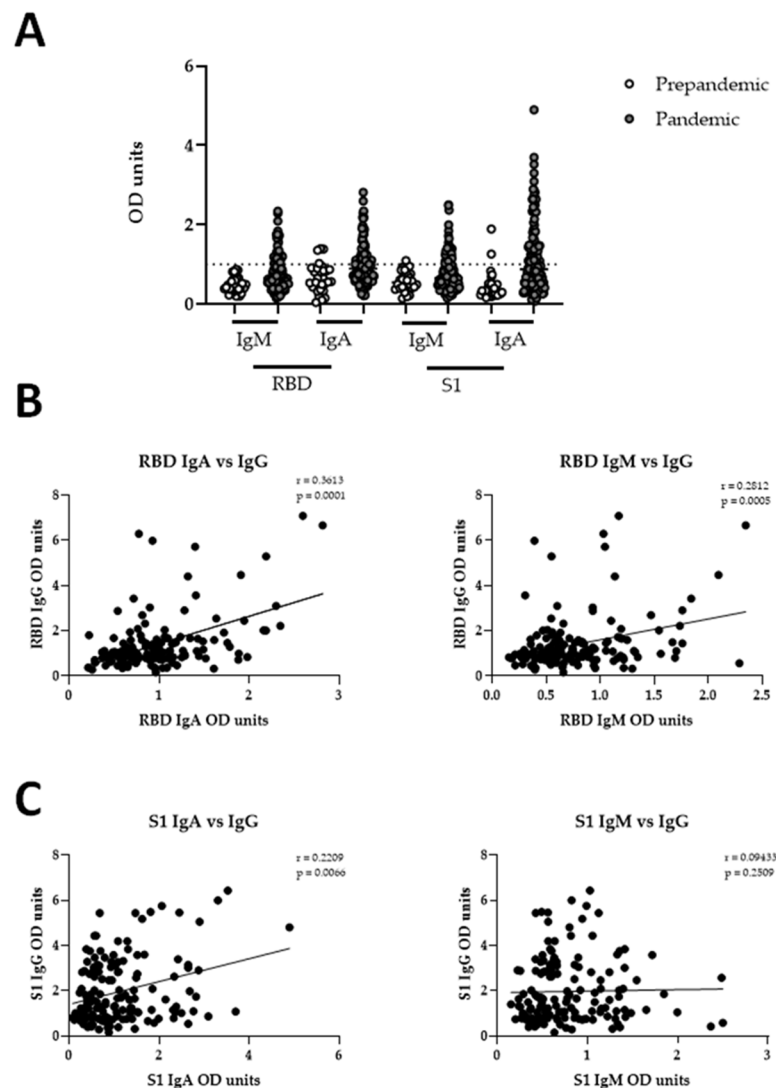 A
6
4
2
0
OD units
Prepandemic
Pandemic
IgM IgA IgM IgA
RBD S1
B
RBD IgA vs IgG
r = 0.3613
p = 0.0001
8
6
4
2
0
RBD IgG OD units
0 1 2 3
RBD IgA OD units
RBD IgM vs IgG
r = 0.2812
p = 0.0005
8
6
4
2
0
RBD IgG OD units
0.0 0.5 1.0 1.5 2.0 2.5
RBD IgM OD units
C
S1 IgA vs IgG
r = 0.2209
p = 0.0066
8
6
4
2
0
S1 IgG OD units
0 2 4 6
S1 IgA OD units
S1 IgM vs IgG
r = 0.09433
p = 0.2509
8
6
4
2
0
S1 IgG OD units
0 1 2 3
S1 IgM OD units